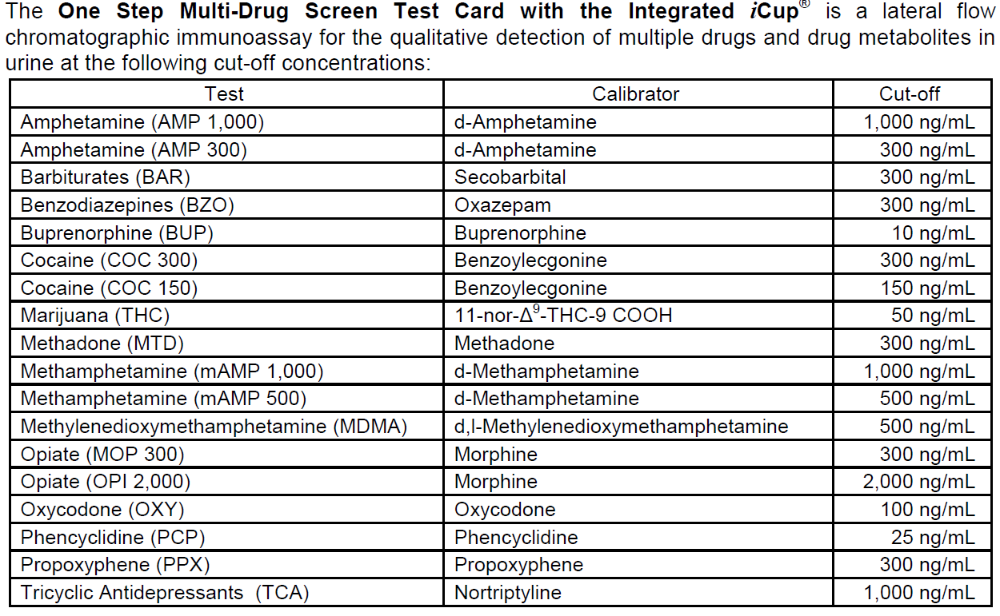 The One Step Multi-Drug Screen Test Card with the Integrated iCup® is a lateral flow
chromatographic immunoassay for the qualitative detection of multiple drugs and drug metabolites in
urine at the following cut-off concentrations:
Test Calibrator Cut-off
Amphetamine (AMP 1,000) d-Amphetamine 1,000 ng/mL
Amphetamine (AMP 300) d-Amphetamine 300 ng/mL
Barbiturates (BAR) Secobarbital 300 ng/mL
Benzodiazepines (BZO) Oxazepam 300 ng/mL
Buprenorphine (BUP) Buprenorphine 10 ng/mL
Cocaine (COC 300) Benzoylecgonine 300 ng/mL
Cocaine (COC 150) Benzoylecgonine 150 ng/mL
Marijuana (THC) 11-nor-Δ⁹-THC-9 COOH 50 ng/mL
Methadone (MTD) Methadone 300 ng/mL
Methamphetamine (mAMP 1,000) d-Methamphetamine 1,000 ng/mL
Methamphetamine (mAMP 500) d-Methamphetamine 500 ng/mL
Methylenedioxymethamphetamine (MDMA) d,l-Methylenedioxymethamphetamine 500 ng/mL
Opiate (MOP 300) Morphine 300 ng/mL
Opiate (OPI 2,000) Morphine 2,000 ng/mL
Oxycodone (OXY) Oxycodone 100 ng/mL
Phencyclidine (PCP) Phencyclidine 25 ng/mL
Propoxyphene (PPX) Propoxyphene 300 ng/mL
Tricyclic Antidepressants (TCA) Nortriptyline 1,000 ng/mL